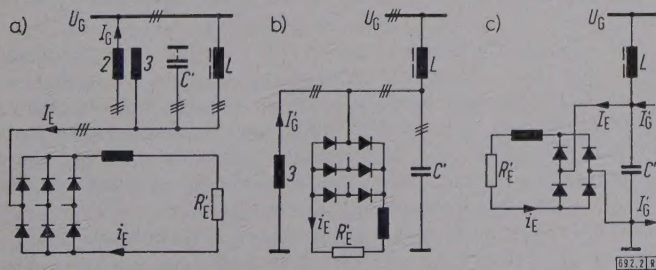 a)
U_G
I_G
2
3
C'
L
I_E
R'_E
i_E
b)
U_G
L
I'_G
3
C'
i_E
R'_E
c)
U_G
L
I_E
I'_G
R'_E
C'
i_E
I'_G
692.2 R